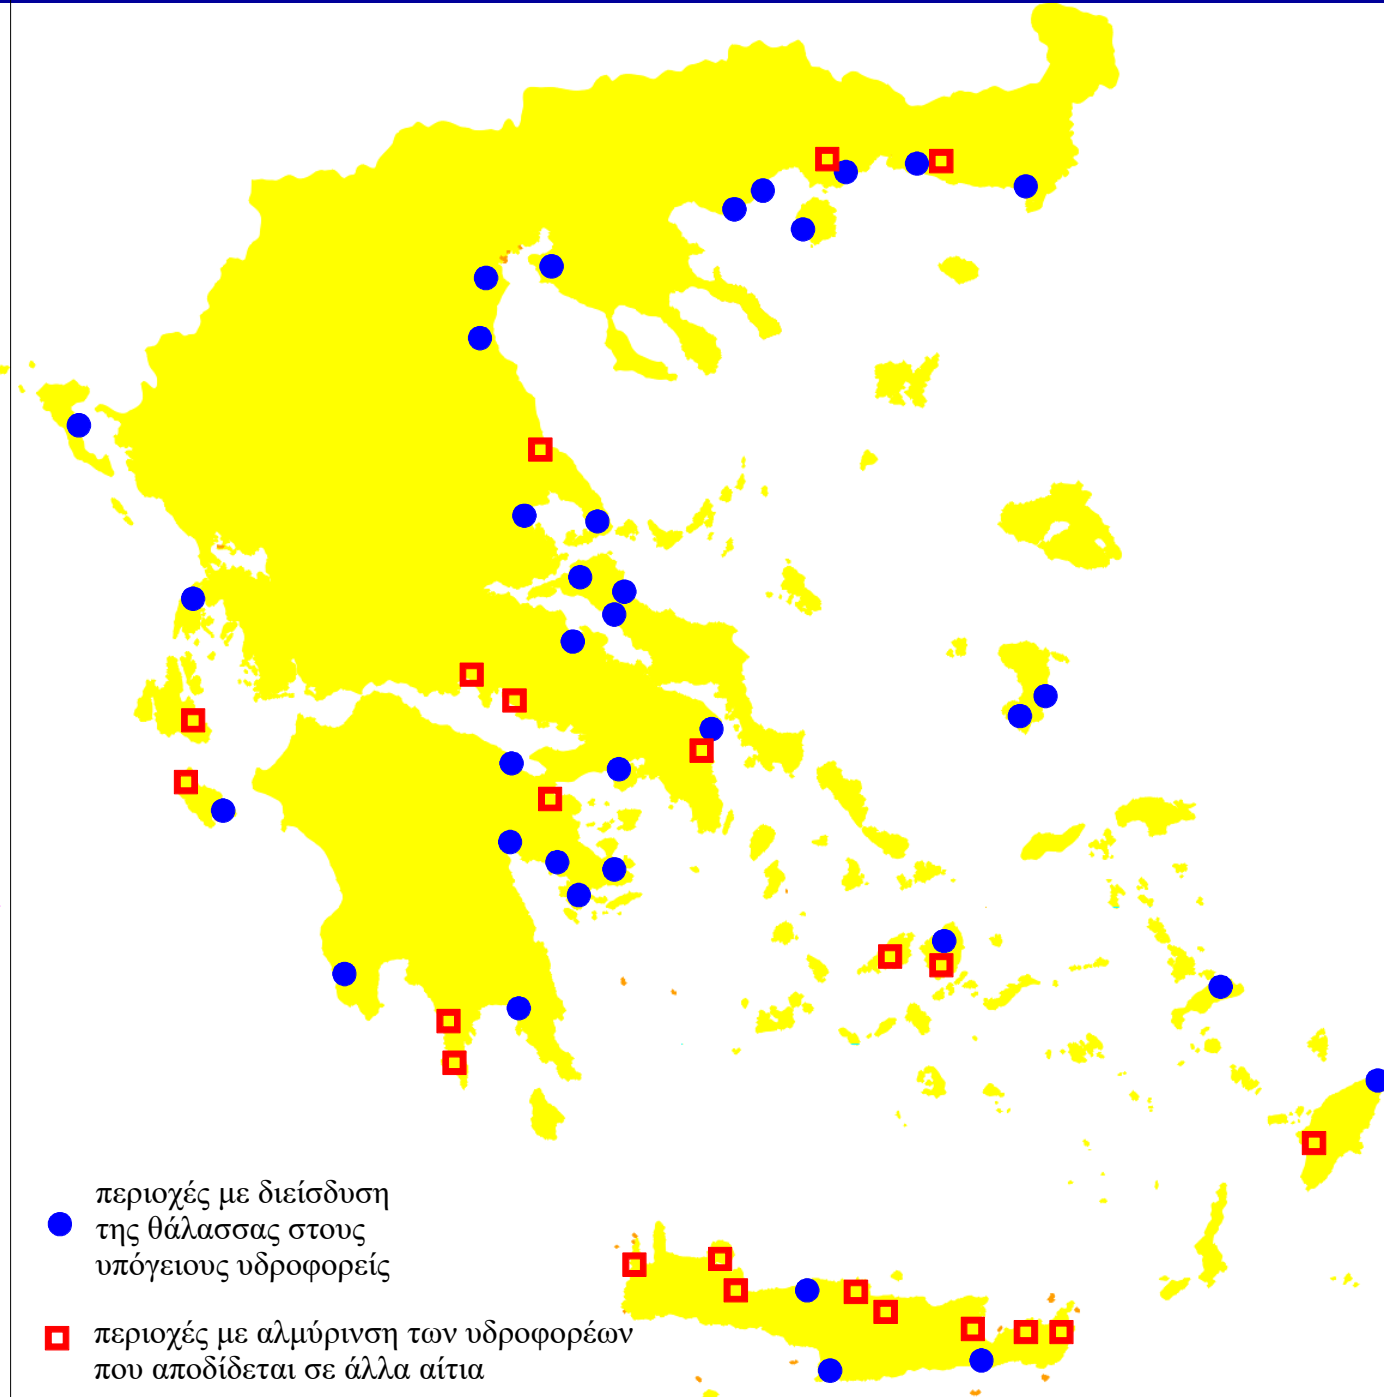 περιοχές με διείσδυση
της θάλασσας στους
υπόγειους υδροφορείς
περιοχές με αλμύρινση των υδροφορέων
που αποδίδεται σε άλλα αίτια